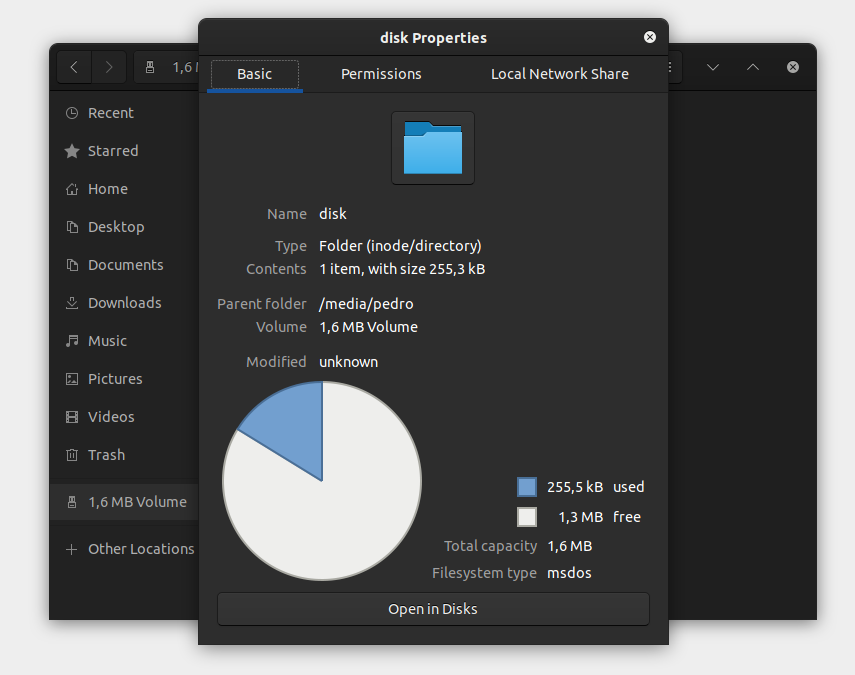 disk Properties
1,6
Basic Permissions Local Network Share
Recent
Starred
Home
Desktop
Documents
Downloads
Music
Pictures
Videos
Trash
1,6 MB Volume
Other Locations
Name disk
Type Folder (inode/directory)
Contents 1 item, with size 255,3 kB
Parent folder /media/pedro
Volume 1,6 MB Volume
Modified unknown
255,5 kB used
1,3 MB free
Total capacity 1,6 MB
Filesystem type msdos
Open in Disks